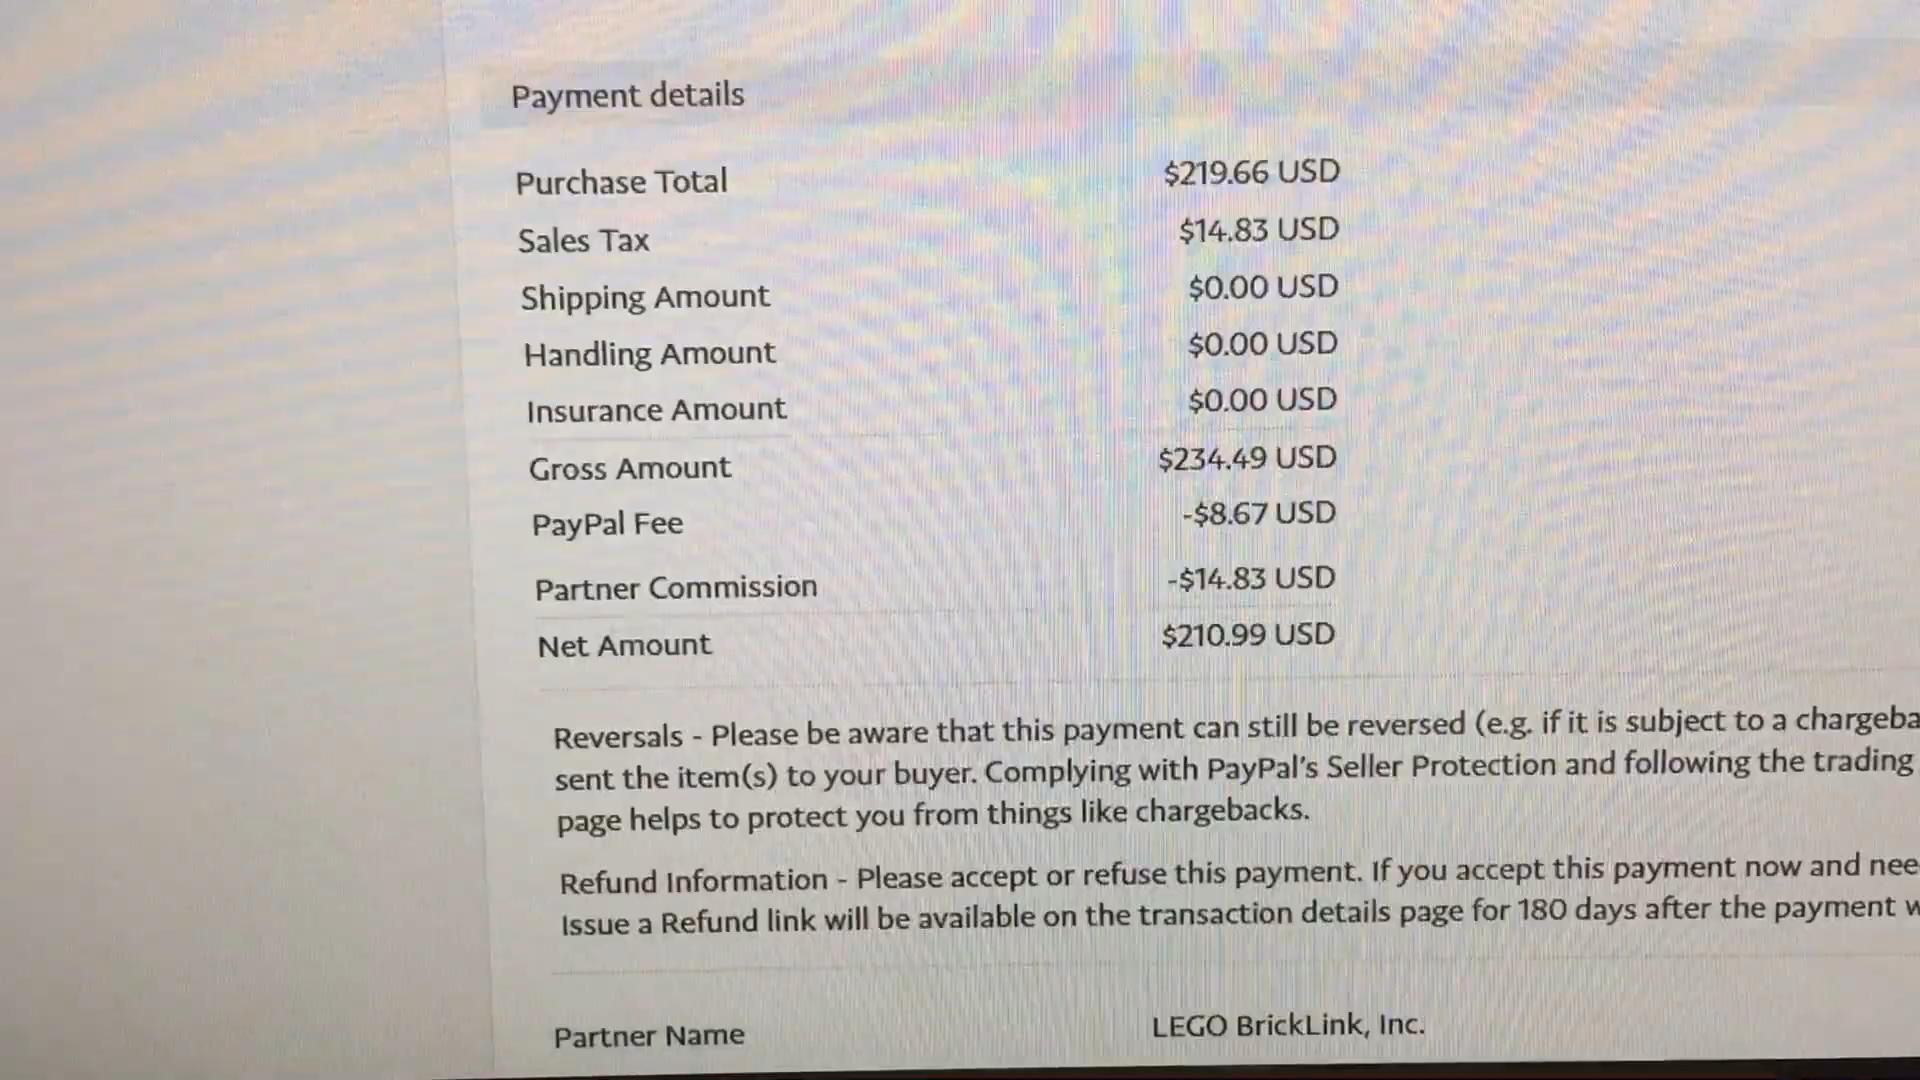 Payment details
Purchase Total $219.66 USD
Sales Tax $14.83 USD
Shipping Amount $0.00 USD
Handling Amount $0.00 USD
Insurance Amount $0.00 USD
Gross Amount $234.49 USD
PayPal Fee -$8.67 USD
Partner Commission -$14.83 USD
Net Amount $210.99 USD
Reversals - Please be aware that this payment can still be reversed (e.g. if it is subject to a chargeba
sent the item(s) to your buyer. Complying with PayPal's Seller Protection and following the trading
page helps to protect you from things like chargebacks.
Refund Information - Please accept or refuse this payment. If you accept this payment now and nee
Issue a Refund link will be available on the transaction details page for 180 days after the payment w
Partner Name LEGO BrickLink, Inc.